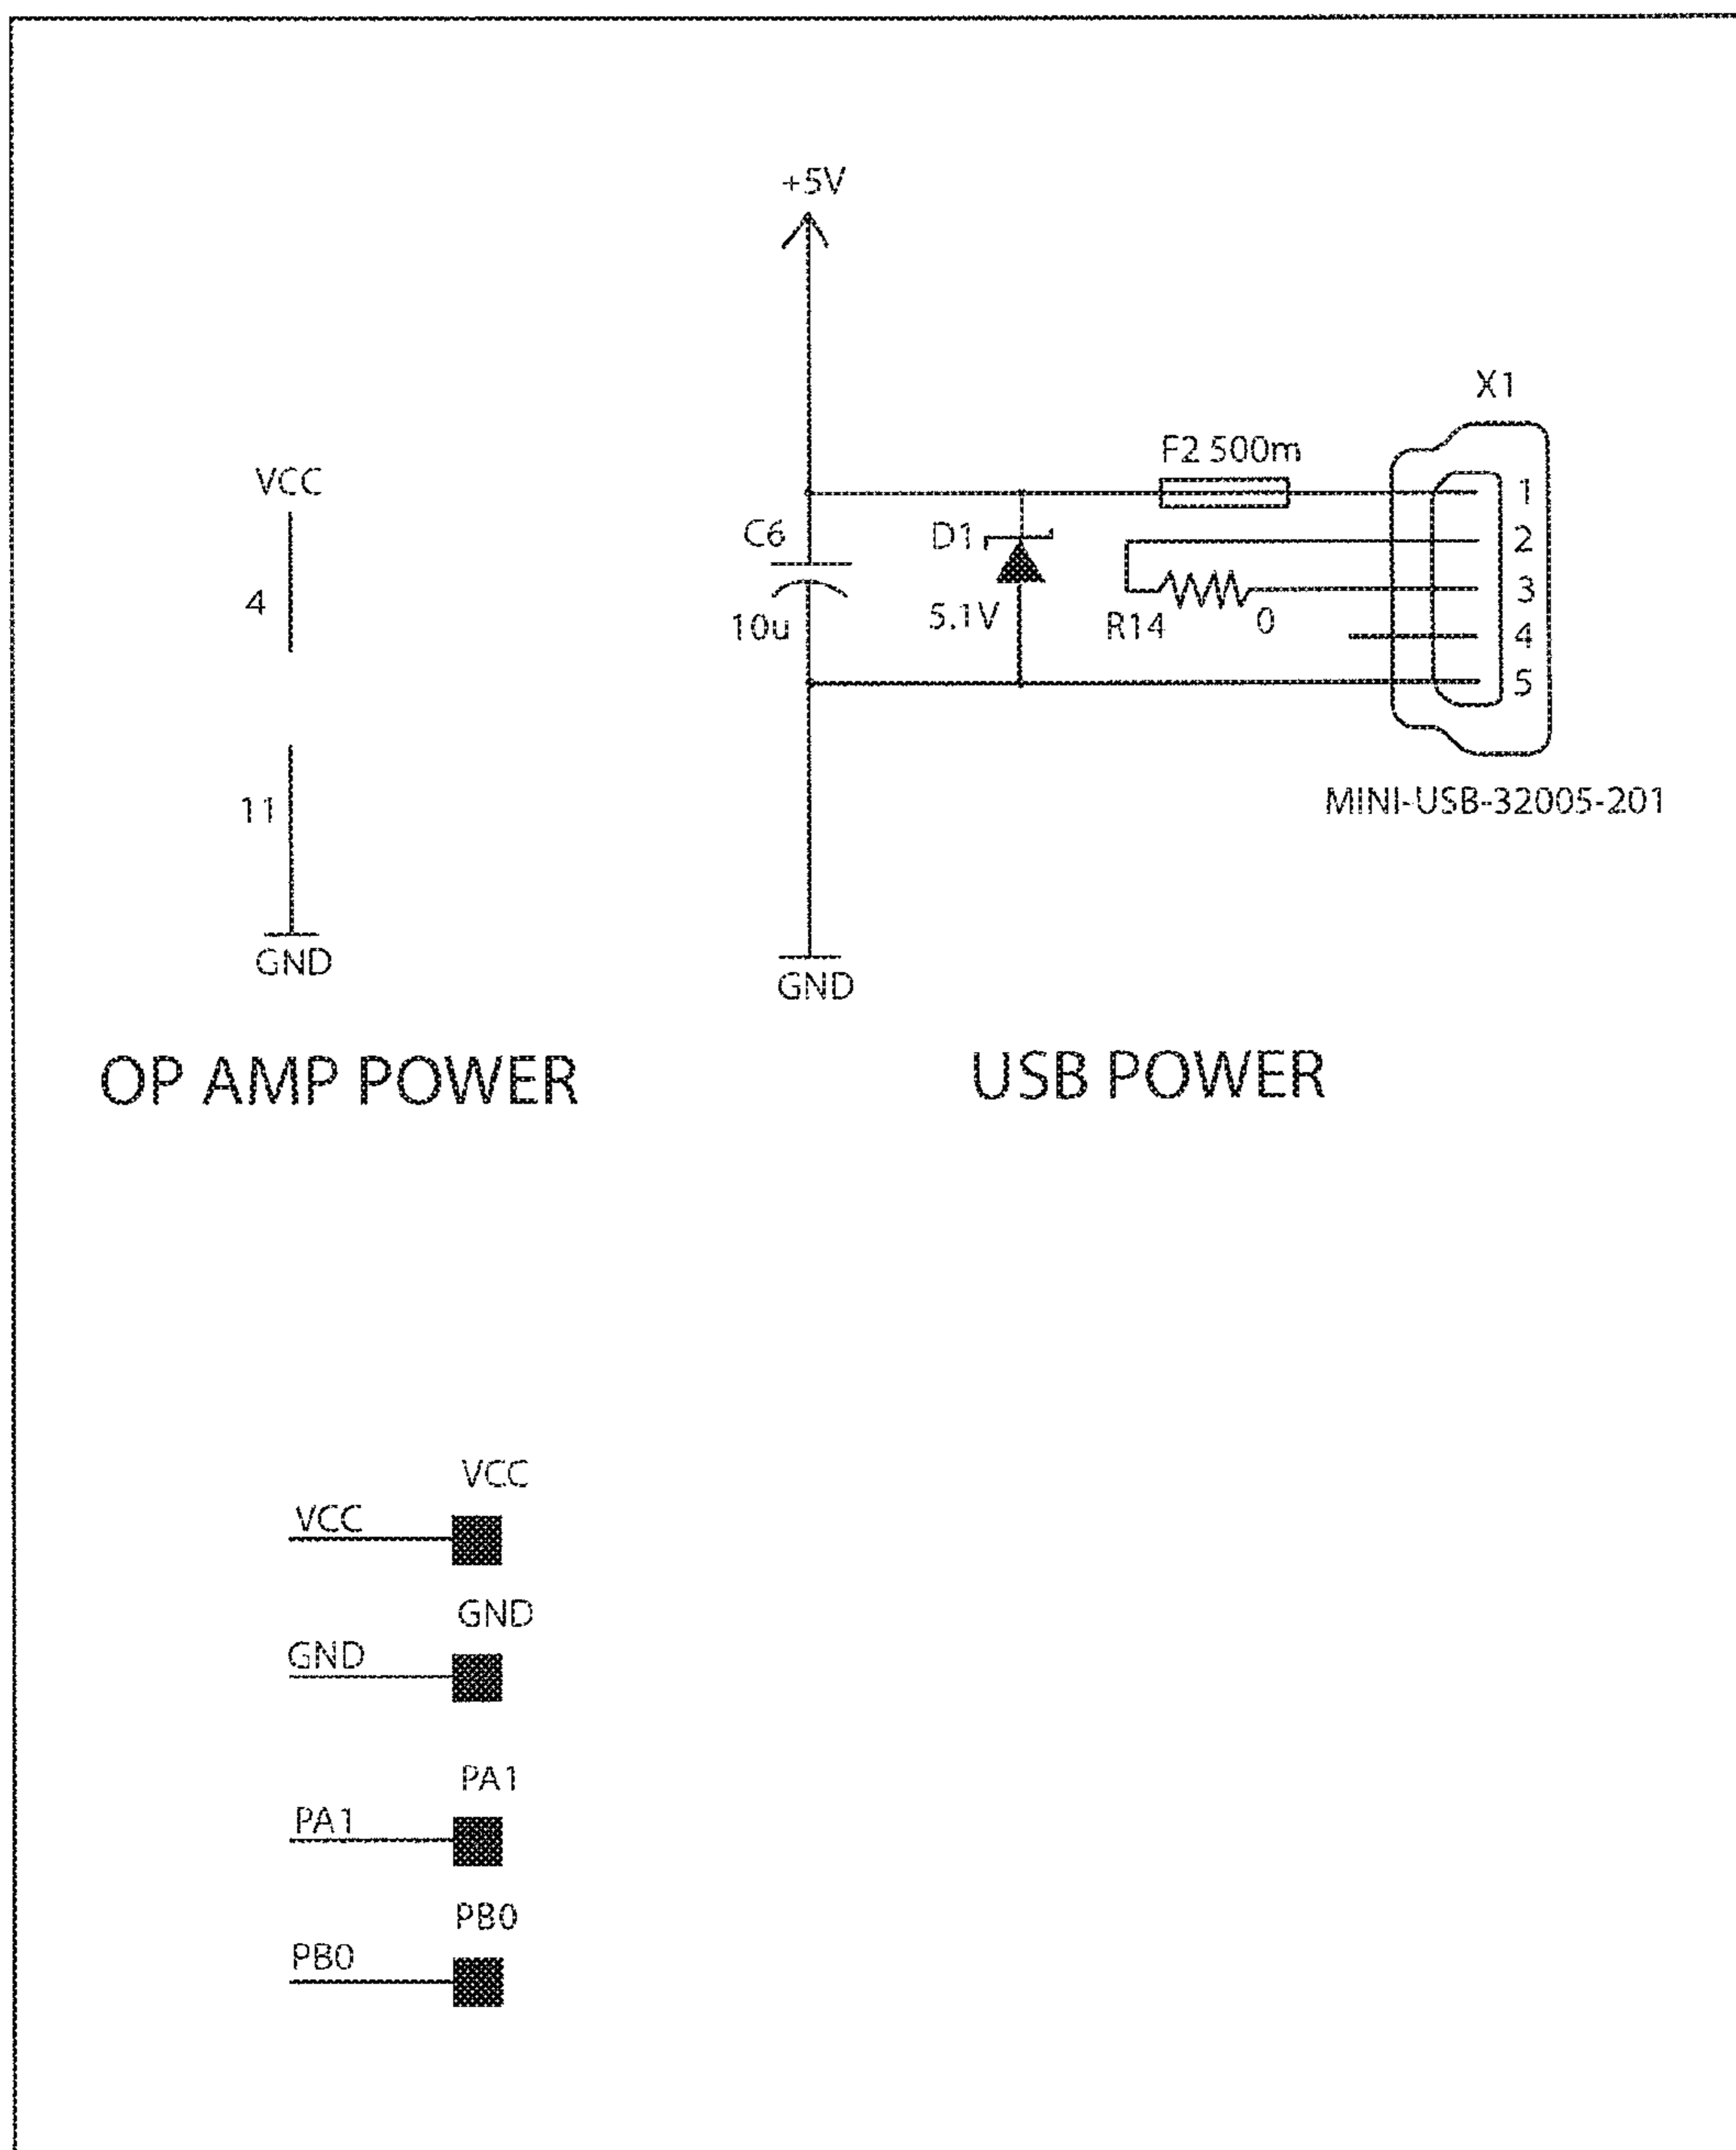 +5V
X1
F2 500m
VCC
1
C6
D1
2
4
3
10u
5.1V
R14
0
4
5
11
MINI-USB-32005-201
GND
GND
OP AMP POWER
USB POWER
VCC
VCC
GND
GND
PA1
PA1
PB0
PB0